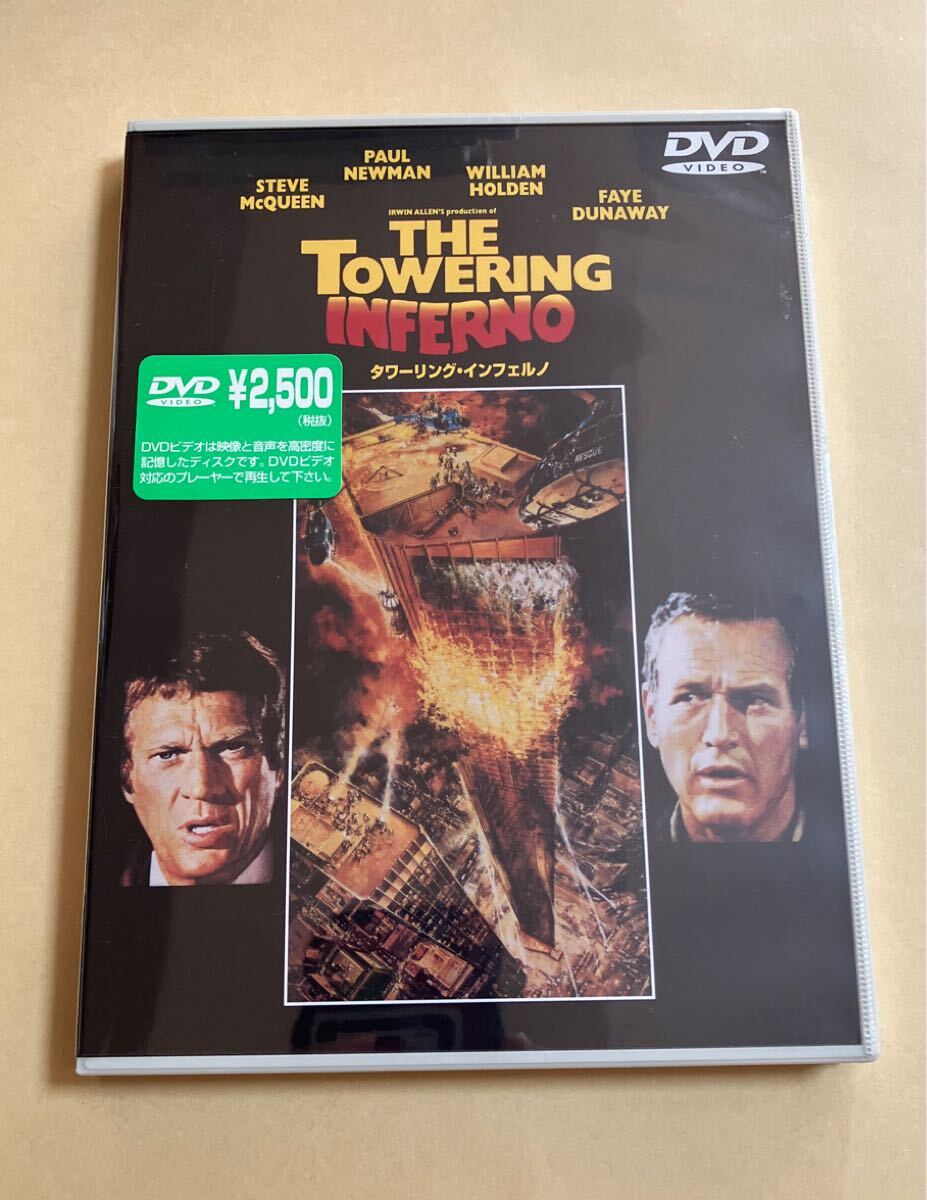 DVD
VIDEO
PAUL
NEWMAN
WILLIAM
HOLDEN
STEVE
McQUEEN
FAYE
DUNAWAY
IRWIN ALLEN'S production of
THE
TOWERING
INFERNO
タワーリング・インフェルノ
DVD
VIDEO
¥2,500
(税抜)
DVDビデオは映像と音声を高密度に
記憶したディスクです。DVDビデオ
対応のプレーヤーで再生して下さい。
RESCUE